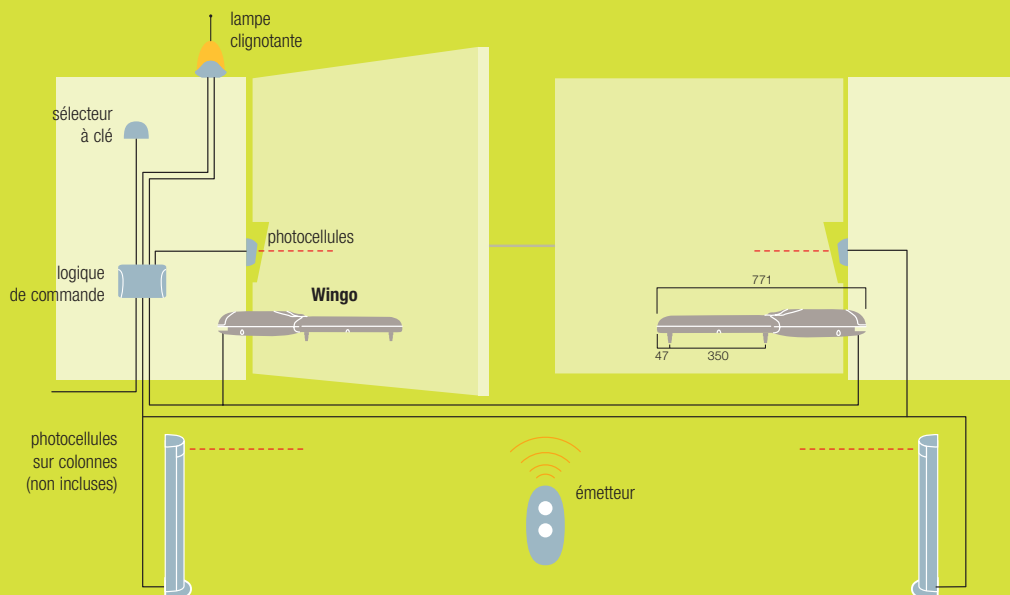 lampe
clignotante
sélecteur
à clé
photocellules
logique
de commande
Wingo
771
47
350
photocellules
sur colonnes
(non incluses)
émetteur